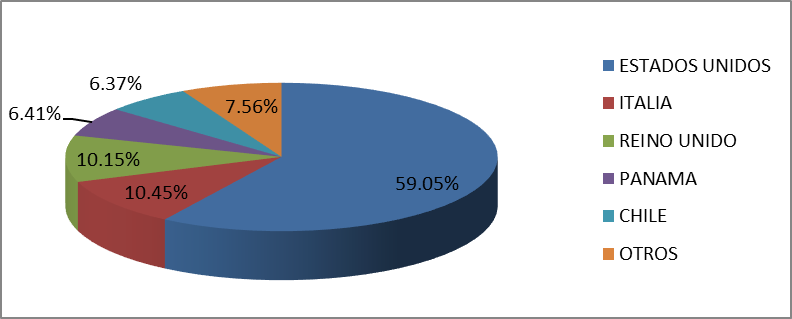 6.37%
7.56%
6.41%
10.15%
10.45%
59.05%
ESTADOS UNIDOS
ITALIA
REINO UNIDO
PANAMA
CHILE
OTROS